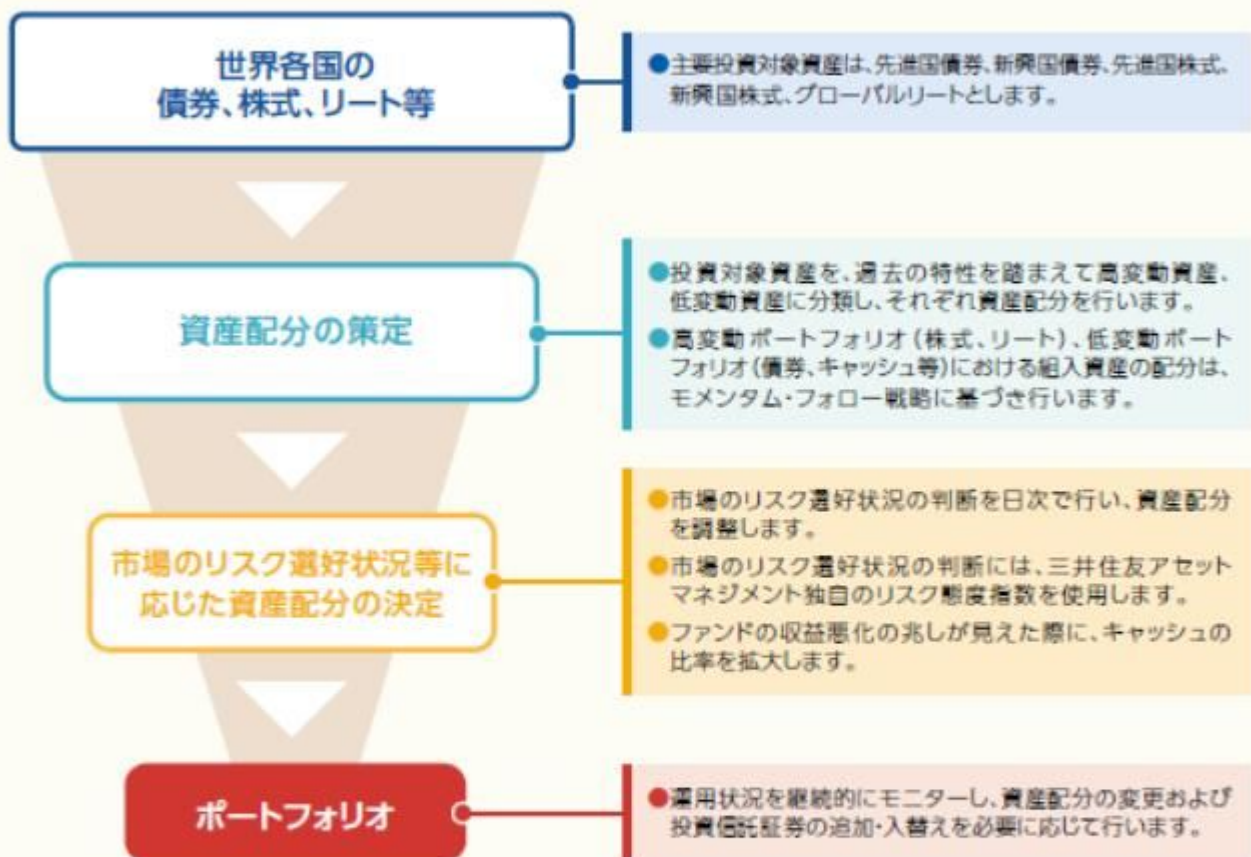 世界各国の
債券、株式、リート等
●主要投資対象資産は、先進国債券、新興国債券、先進国株式、
新興国株式、グローバルリートとします。
資産配分の策定
●投資対象資産を、過去の特性を踏まえて高変動資産、
低変動資産に分類し、それぞれ資産配分を行います。
●高変動ポートフォリオ(株式、リート)、低変動ポート
フォリオ(債券、キャッシュ等)における組入資産の配分は、
モメンタム・フォロー戦略に基づき行います。
市場のリスク選好状況等に
応じた資産配分の決定
●市場のリスク選好状況の判断を日次で行い、資産配分
を調整します。
●市場のリスク選好状況の判断には、三井住友アセット
マネジメント独自のリスク態度指数を使用します。
●ファンドの収益悪化の兆しが見えた際に、キャッシュの
比率を拡大します。
ポートフォリオ
●運用状況を継続的にモニターし、資産配分の変更および
投資信託証券の追加・入替えを必要に応じて行います。